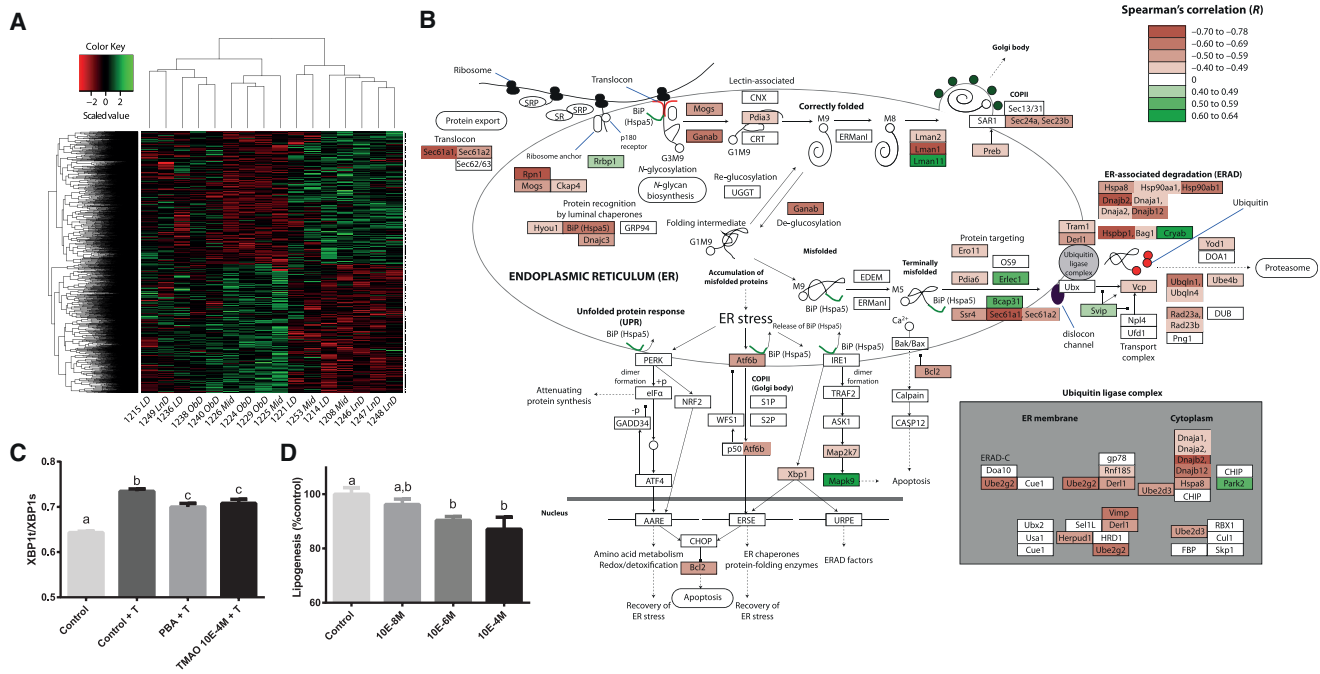 A
Color Key
−2 0 2
Scaled value
1215 LD
1249 LnD
1236 LD
1238 ObD
1240 ObD
1226 Mid
1224 ObD
1229 ObD
1225 Mid
1221 LD
1253 Mid
1214 LD
1208 Mid
1246 LnD
1247 LnD
1248 LnD
B
Spearman's correlation (R)
−0.70 to −0.78
−0.60 to −0.69
−0.50 to −0.59
−0.40 to −0.49
0
0.40 to 0.49
0.50 to 0.59
0.60 to 0.64
Ribosome
SRP
SRP
SR
Protein export
Translocon
Sec61a1, Sec61a2
Sec62/63
p180
receptor
Ribosome anchor
Rrbp1
Rpn1
Mogs
Ckap4
Translocon
BiP
(Hspa5)
G3M9
N-glycosylation
N-glycan
biosynthesis
Mogs
Ganab
Lectin-associated
CNX
Pdia3
CRT
G1M9
Re-glucosylation
UGGT
Correctly folded
M9
ERManI
M8
Lman2
Lman1
Lman11
Golgi body
COPII
Sec13/31
SAR1
Sec24a, Sec23b
Preb
Protein recognition
by luminal chaperones
Hyou1
BiP (Hspa5)
GRP94
Dnajc3
Folding intermediate
G1M9
Ganab
De-glucosylation
Misfolded
M9
BiP (Hspa5)
EDEM
ERManI
Terminally
misfolded
M5
BiP (Hspa5)
Protein targeting
Ero11
OS9
Pdia6
Erlec1
Bcap31
Ssr4
Sec61a1, Sec61a2
ER-associated degradation (ERAD)
Hspa8
Hsp90aa1, Hsp90ab1
Dnajb2, Dnaja1,
Dnaja2, Dnajb12
Tram1
Derl1
Hspbp1, Bag1
Cryab
Ubiquitin
Ubiquitin
ligase
complex
Yod1
DOA1
Proteasome
Ubx
Vcp
Svip
Npl4
Ufd1
Transport
complex
dislocon
channel
Ubqln1,
Ubqln4
Ube4b
Rad23a,
Rad23b
DUB
Png1
ENDOPLASMIC RETICULUM (ER)
Accumulation of
misfolded proteins
ER stress
Unfolded protein response
(UPR)
BiP (Hspa5)
PERK
Release of BiP (Hspa5)
BiP (Hspa5)
Atf6b
BiP (Hspa5)
IRE1
Ca2+
Bak/Bax
Bcl2
dimer
formation
+p
Attenuating
protein synthesis
eIFα
NRF2
-p
GADD34
ATF4
COPII
(Golgi body)
S1P
S2P
WFS1
p50 Atf6b
dimer
formation
TRAF2
ASK1
Map2k7
Mapk9
Xbp1
Calpain
CASP12
Apoptosis
Nucleus
AARE
ERSE
URPE
CHOP
Bcl2
Apoptosis
Amino acid metabolism
Redox/detoxification
ER chaperones
protein-folding enzymes
ERAD factors
Recovery of
ER stress
Recovery of
ER stress
Ubiquitin ligase complex
ER membrane
Cytoplasm
ERAD-C
Doa10
Ube2g2
Cue1
gp78
Rnf185
Ube2g2
Derl1
Ubx2
Usa1
Cue1
Sel1L
Vimp
Derl1
Herpud1
HRD1
Ube2g2
Dnaja1,
Dnaja2,
Dnajb2,
Dnajb12
Hspa8
Ube2d3
CHIP
CHIP
Park2
Ube2d3
RBX1
Cul1
FBP
Skp1
C
XBP1t/XBP1s
0.8
0.7
0.6
0.5
a
b
c
c
Control
Control + T
PBA + T
TMAO 10E-4M + T
D
Lipogenesis (%control)
100
80
60
a
a,b
b
b
Control
10E-8M
10E-6M
10E-4M